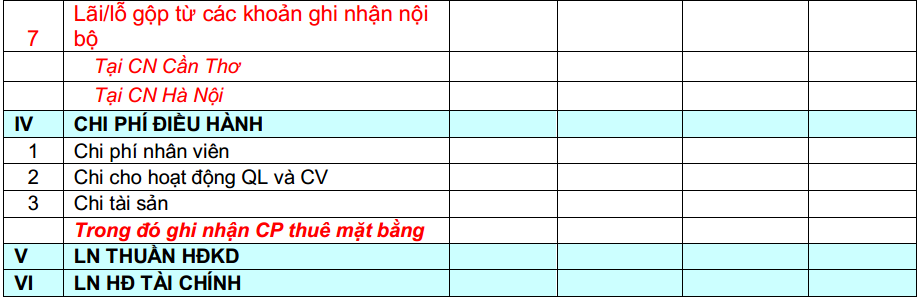 7 Lãi/lỗ gộp từ các khoản ghi nhận nội
bộ
Tại CN Cần Thơ
Tại CN Hà Nội
IV CHI PHÍ ĐIỀU HÀNH
1 Chi phí nhân viên
2 Chi cho hoạt động QL và CV
3 Chi tài sản
Trong đó ghi nhận CP thuê mặt bằng
V LN THUẦN HĐKD
VI LN HĐ TÀI CHÍNH